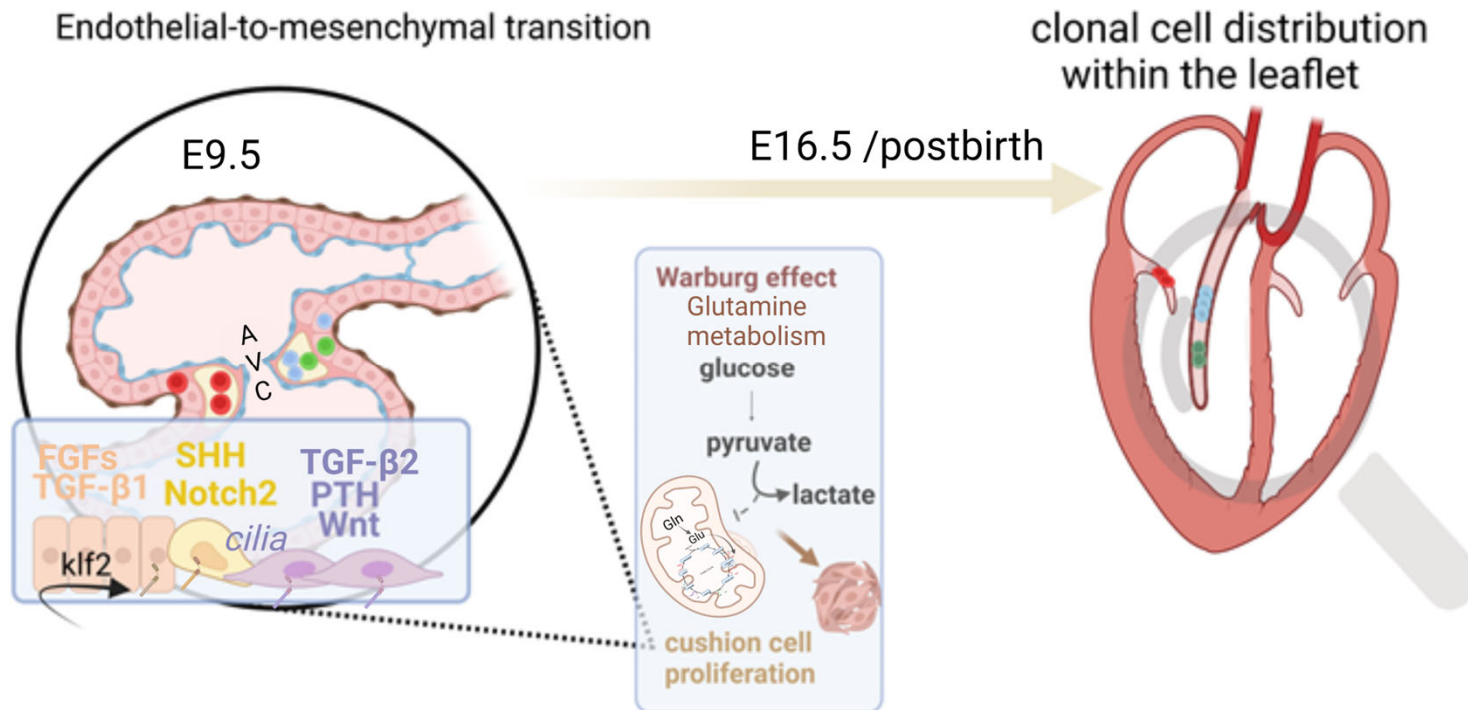 Endothelial-to-mesenchymal transition
clonal cell distribution
within the leaflet
E9.5
E16.5 /postbirth
A
V
C
FGFs
TGF-β1
SHH
Notch2
TGF-β2
PTH
Wnt
cilia
klf2
Warburg effect
Glutamine
metabolism
glucose
pyruvate
lactate
Gln
Glu
cushion cell
proliferation